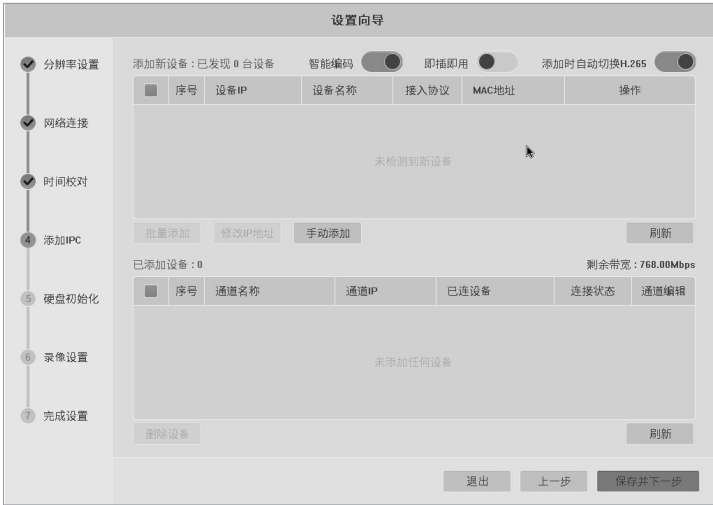 设置向导
分辨率设置
网络连接
时间校对
4 添加IPC
5 硬盘初始化
6 录像设置
7 完成设置
添加新设备：已发现 0 台设备 智能编码 即插即用 添加时自动切换H.265
序号 设备IP 设备名称 接入协议 MAC地址 操作
未检测到新设备
批量添加 修改IP地址 手动添加 刷新
已添加设备：0 剩余带宽：768.00Mbps
序号 通道名称 通道IP 已连设备 连接状态 通道编辑
未添加任何设备
删除设备 刷新
退出 上一步 保存并下一步